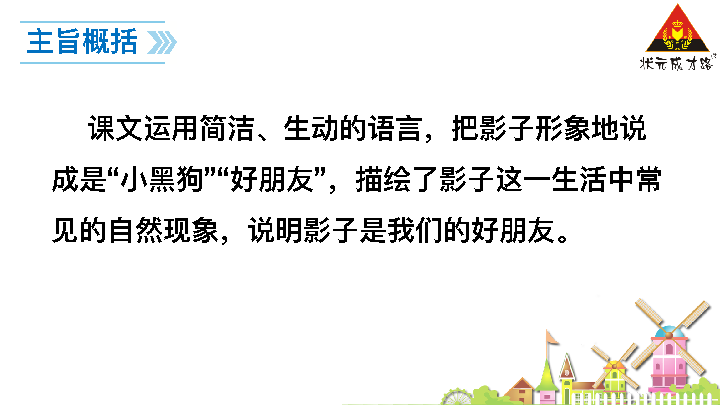 主旨概括
状元成才路
课文运用简洁、生动的语言，把影子形象地说
成是“小黑狗”“好朋友”，描绘了影子这一生活中常
见的自然现象，说明影子是我们的好朋友。